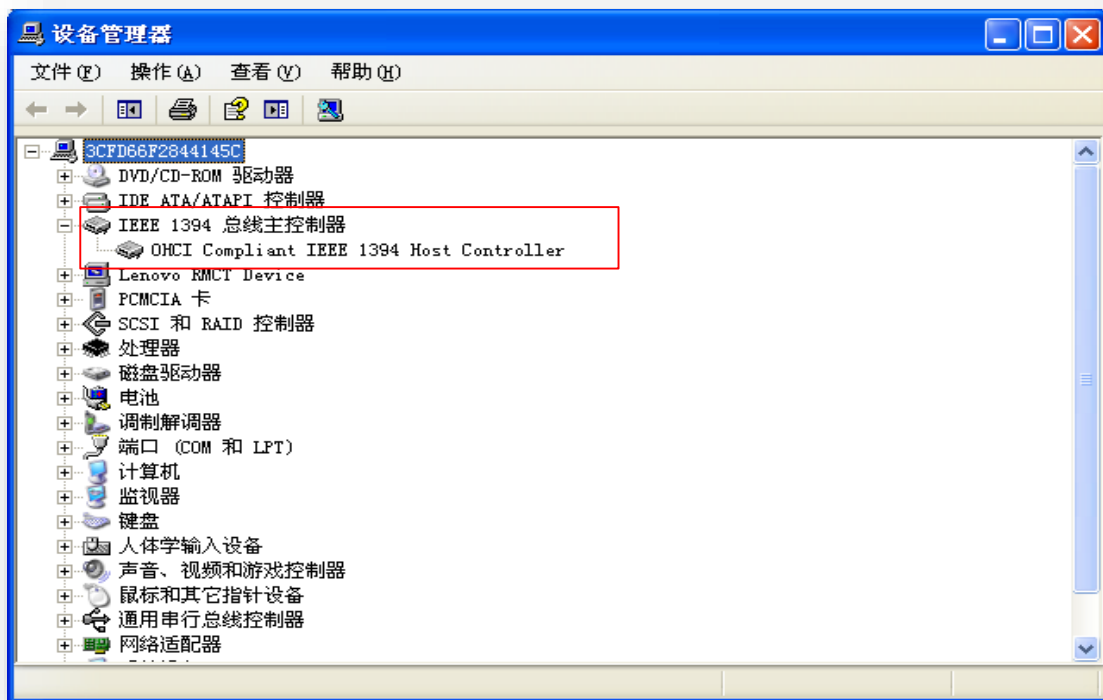 设备管理器
文件(F) 操作(A) 查看(V) 帮助(H)
3CFD66F2844145C
DVD/CD-ROM 驱动器
IDE ATA/ATAPI 控制器
IEEE 1394 总线主控制器
OHCI Compliant IEEE 1394 Host Controller
Lenovo RMCT Device
PCMCIA 卡
SCSI 和 RAID 控制器
处理器
磁盘驱动器
电池
调制解调器
端口 (COM 和 LPT)
计算机
监视器
键盘
人体学输入设备
声音、视频和游戏控制器
鼠标和其它指针设备
通用串行总线控制器
网络适配器